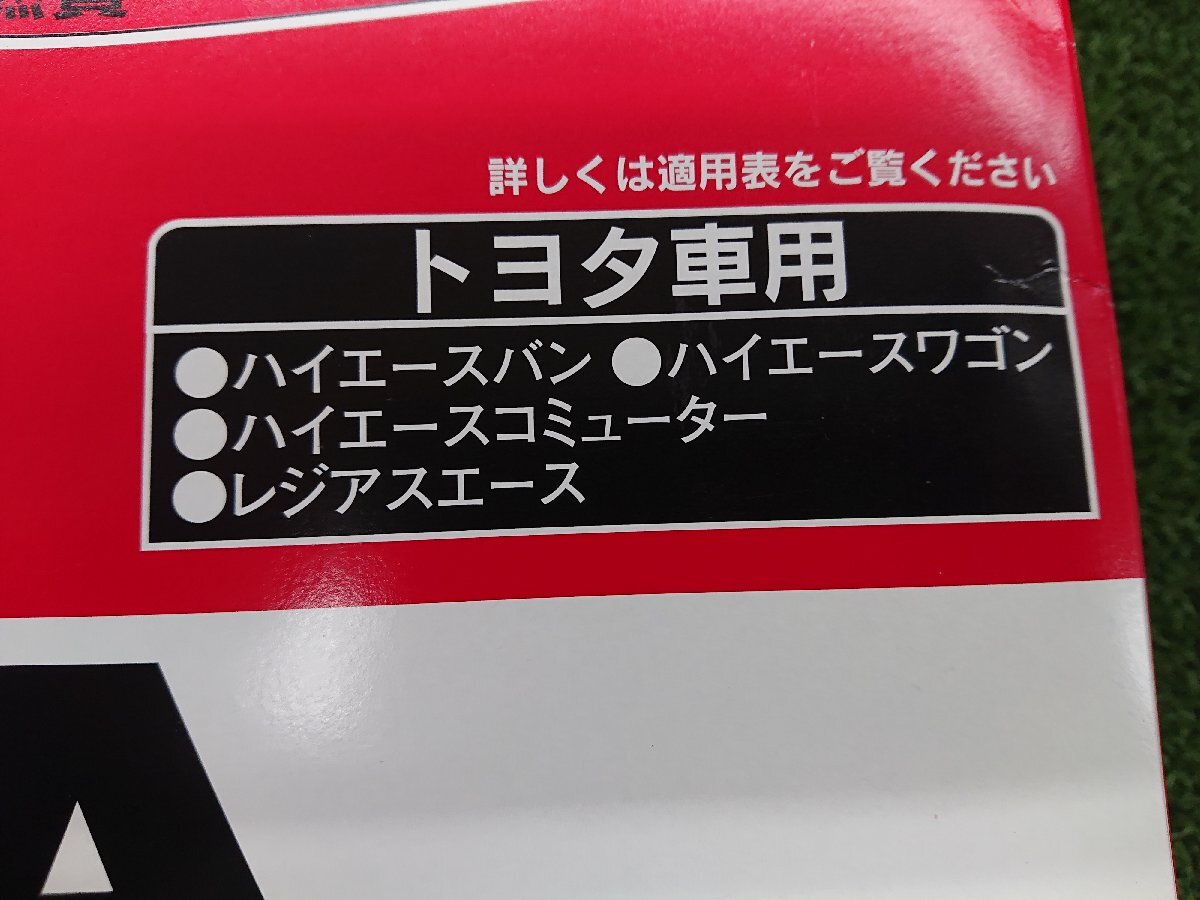 詳しくは適用表をご覧ください
トヨタ車用
●ハイエースバン ●ハイエースワゴン
●ハイエースコミューター
●レジアスエース
A